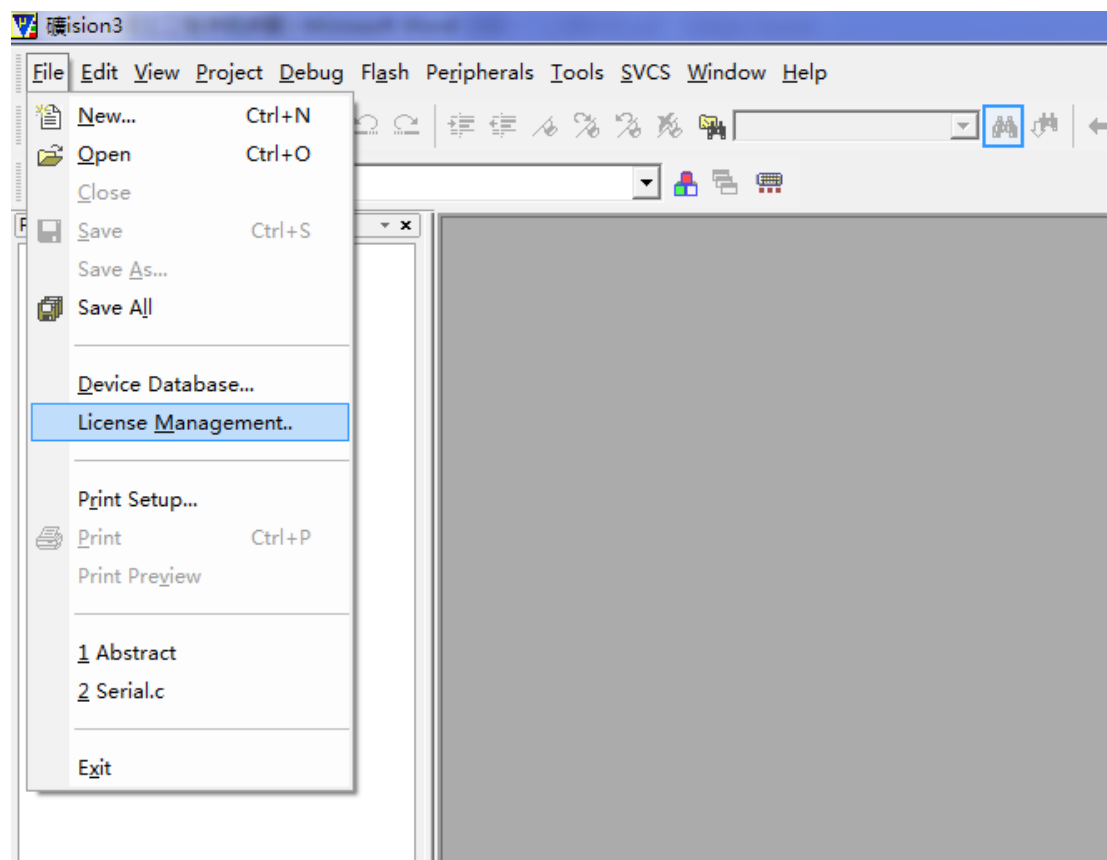 礦ision3
File Edit View Project Debug Flash Peripherals Tools SVCS Window Help
New... Ctrl+N
Open Ctrl+O
Close
Save Ctrl+S
Save As...
Save All
Device Database...
License Management..
Print Setup...
Print Ctrl+P
Print Preview
1 Abstract
2 Serial.c
Exit